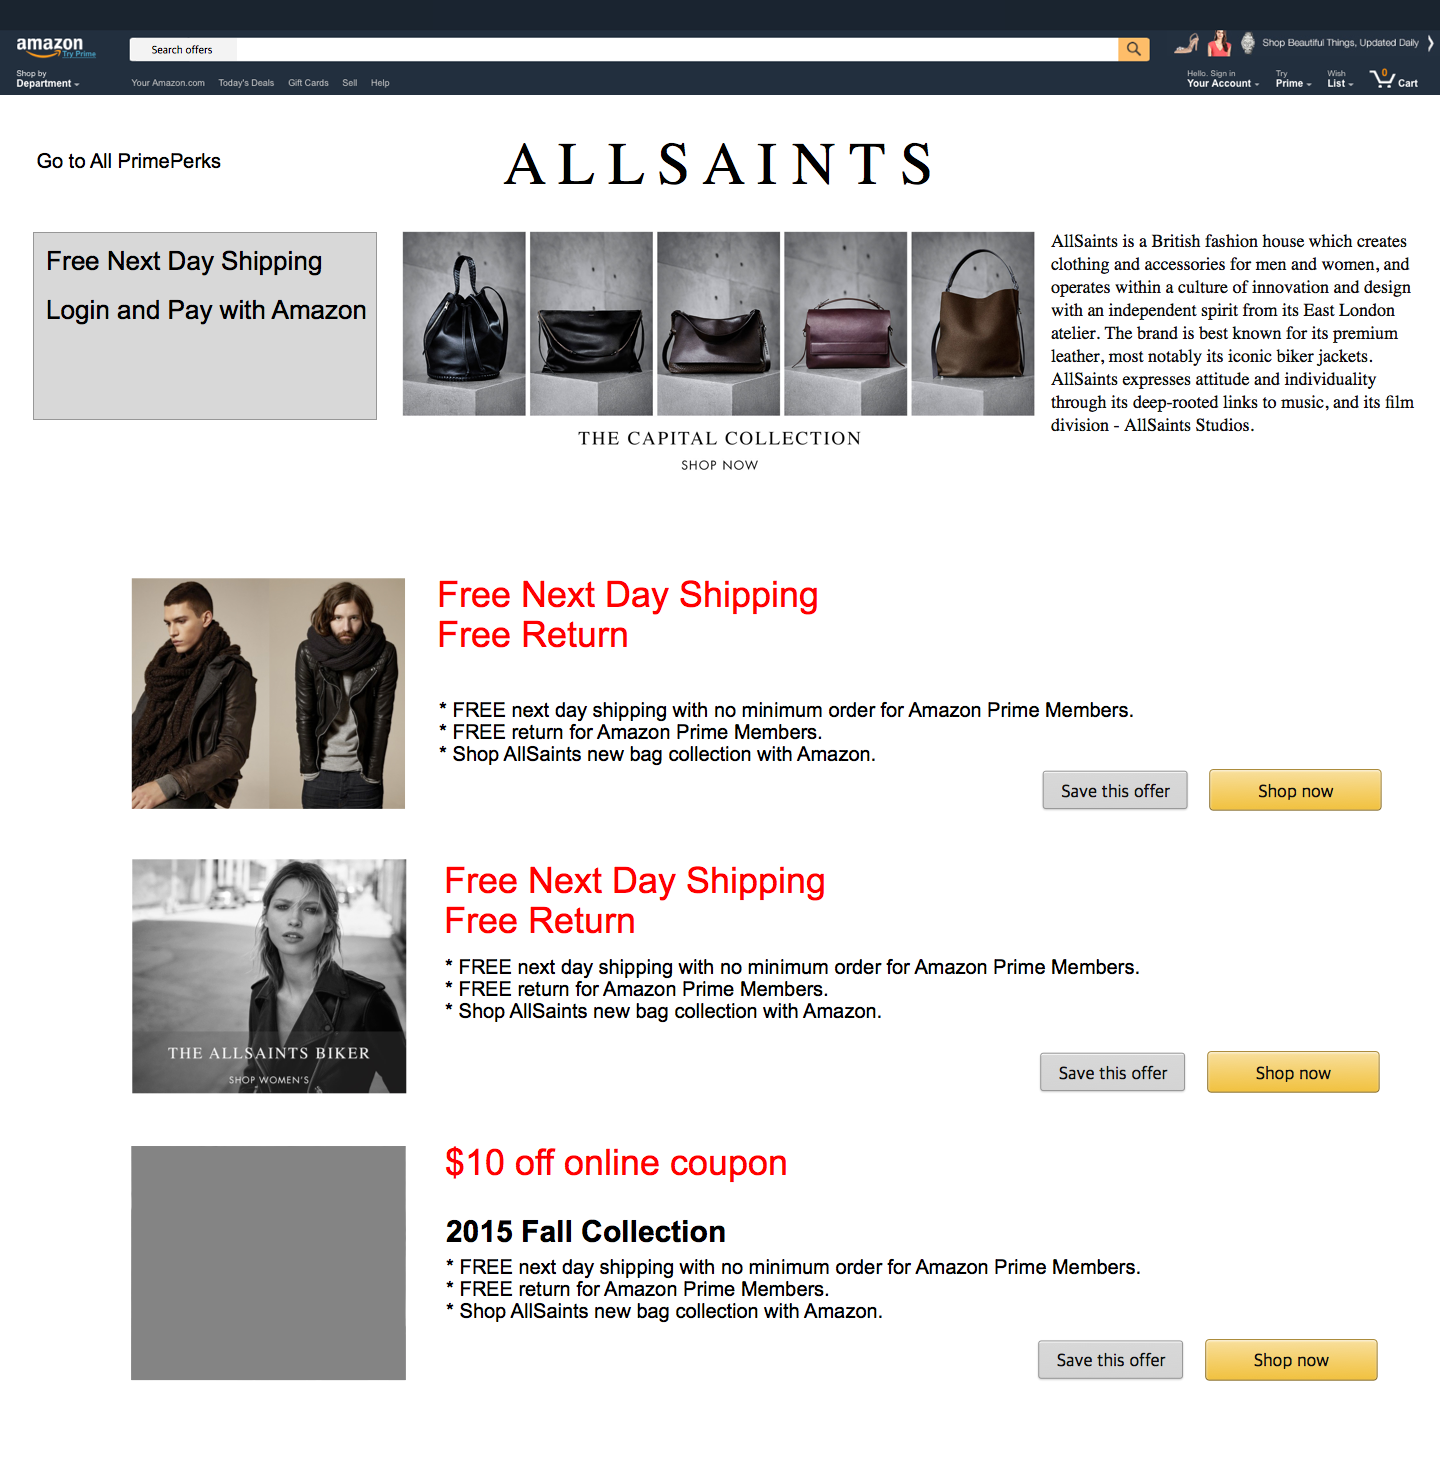 amazon
Try Prime
Search offers
Shop Beautiful Things, Updated Daily
Shop by
Department
Your Amazon.com Today's Deals Gift Cards Sell Help
Hello. Sign in
Your Account
Try
Prime
Wish
List
0
Cart
Go to All PrimePerks
ALLSAINTS
Free Next Day Shipping
Login and Pay with Amazon
THE CAPITAL COLLECTION
SHOP NOW
AllSaints is a British fashion house which creates
clothing and accessories for men and women, and
operates within a culture of innovation and design
with an independent spirit from its East London
atelier. The brand is best known for its premium
leather, most notably its iconic biker jackets.
AllSaints expresses attitude and individuality
through its deep-rooted links to music, and its film
division - AllSaints Studios.
Free Next Day Shipping
Free Return
* FREE next day shipping with no minimum order for Amazon Prime Members.
* FREE return for Amazon Prime Members.
* Shop AllSaints new bag collection with Amazon.
Save this offer
Shop now
THE ALLSAINTS BIKER
SHOP WOMEN'S
Free Next Day Shipping
Free Return
* FREE next day shipping with no minimum order for Amazon Prime Members.
* FREE return for Amazon Prime Members.
* Shop AllSaints new bag collection with Amazon.
Save this offer
Shop now
$10 off online coupon
2015 Fall Collection
* FREE next day shipping with no minimum order for Amazon Prime Members.
* FREE return for Amazon Prime Members.
* Shop AllSaints new bag collection with Amazon.
Save this offer
Shop now